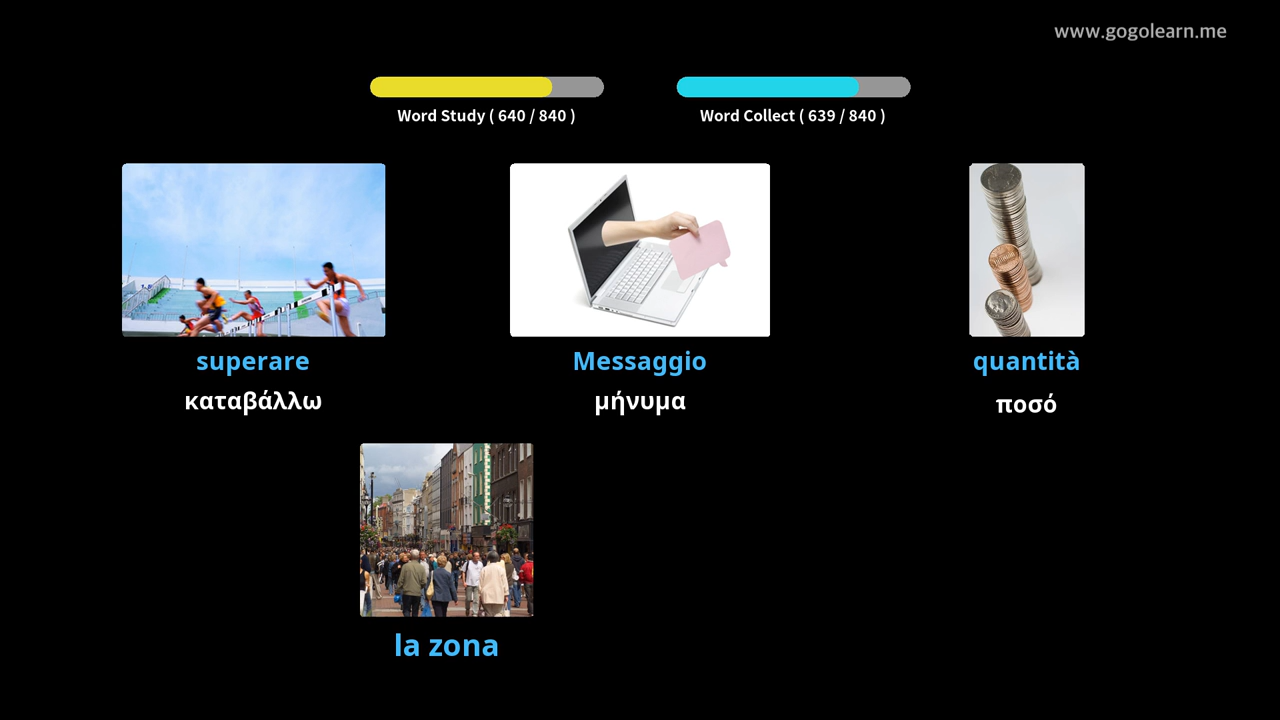 www.gogolearn.me
Word Study ( 640 / 840 )
Word Collect ( 639 / 840 )
superare
Messaggio
quantità
καταβάλλω
μήνυμα
ποσό
la zona